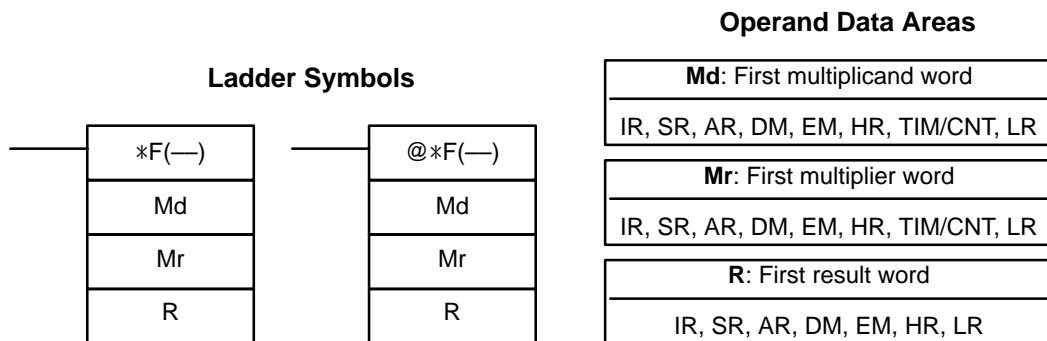 Ladder Symbols
∗F(––)
Md
Mr
R
@∗F(––)
Md
Mr
R
Operand Data Areas
Md: First multiplicand word
IR, SR, AR, DM, EM, HR, TIM/CNT, LR
Mr: First multiplier word
IR, SR, AR, DM, EM, HR, TIM/CNT, LR
R: First result word
IR, SR, AR, DM, EM, HR, LR